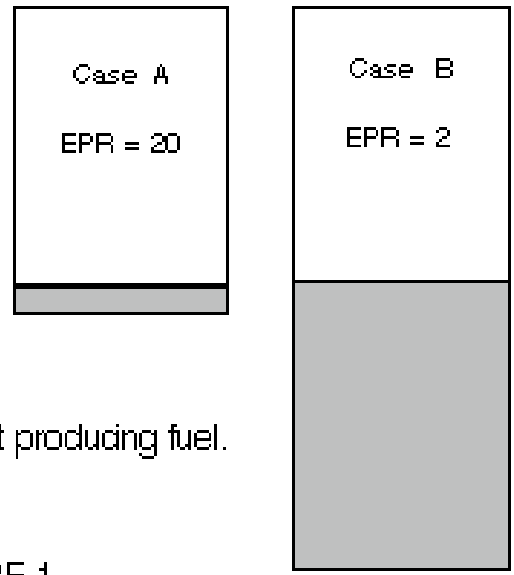 Case A
EPR = 20
Case B
EPR = 2
t producing fuel.